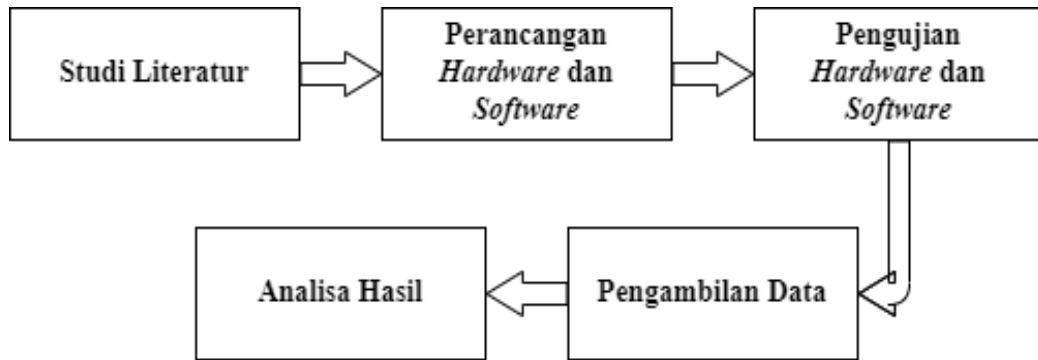 Studi Literatur
Perancangan
Hardware dan
Software
Pengujian
Hardware dan
Software
Pengambilan Data
Analisa Hasil